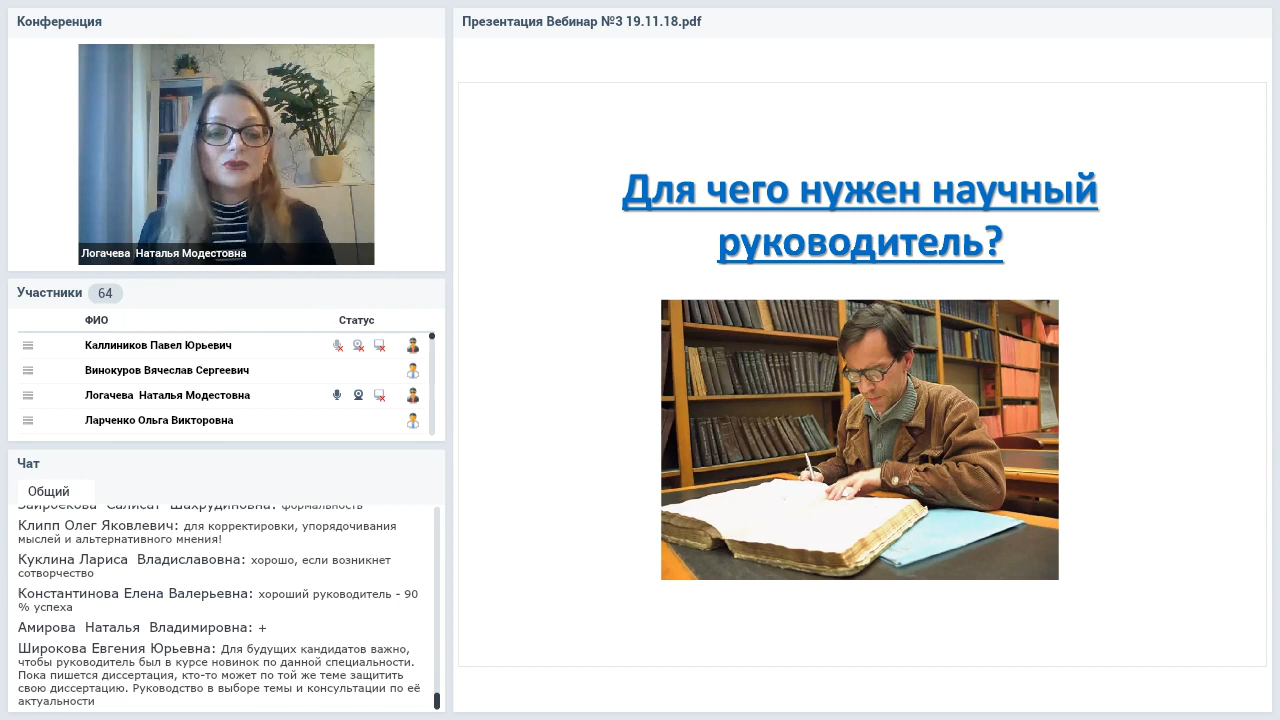 Конференция
Логачева  Наталья Модестовна
Участники 64
ФИО Статус
Каллиников Павел Юрьевич
Винокуров Вячеслав Сергеевич
Логачева  Наталья Модестовна
Ларченко Ольга Викторовна
Чат
Общий
Заирбекова  Салисат  Шахрудиновна: формальность
Клипп Олег Яковлевич: для корректировки, упорядочивания
мыслей и альтернативного мнения!
Куклина Лариса  Владиславовна: хорошо, если возникнет
сотворчество
Константинова Елена Валерьевна: хороший руководитель - 90
% успеха
Амирова  Наталья  Владимировна: +
Широкова Евгения Юрьевна: Для будущих кандидатов важно,
чтобы руководитель был в курсе новинок по данной специальности.
Пока пишется диссертация, кто-то может по той же теме защитить
свою диссертацию. Руководство в выборе темы и консультации по её
актуальности
Презентация Вебинар №3 19.11.18.pdf
Для чего нужен научный
руководитель?